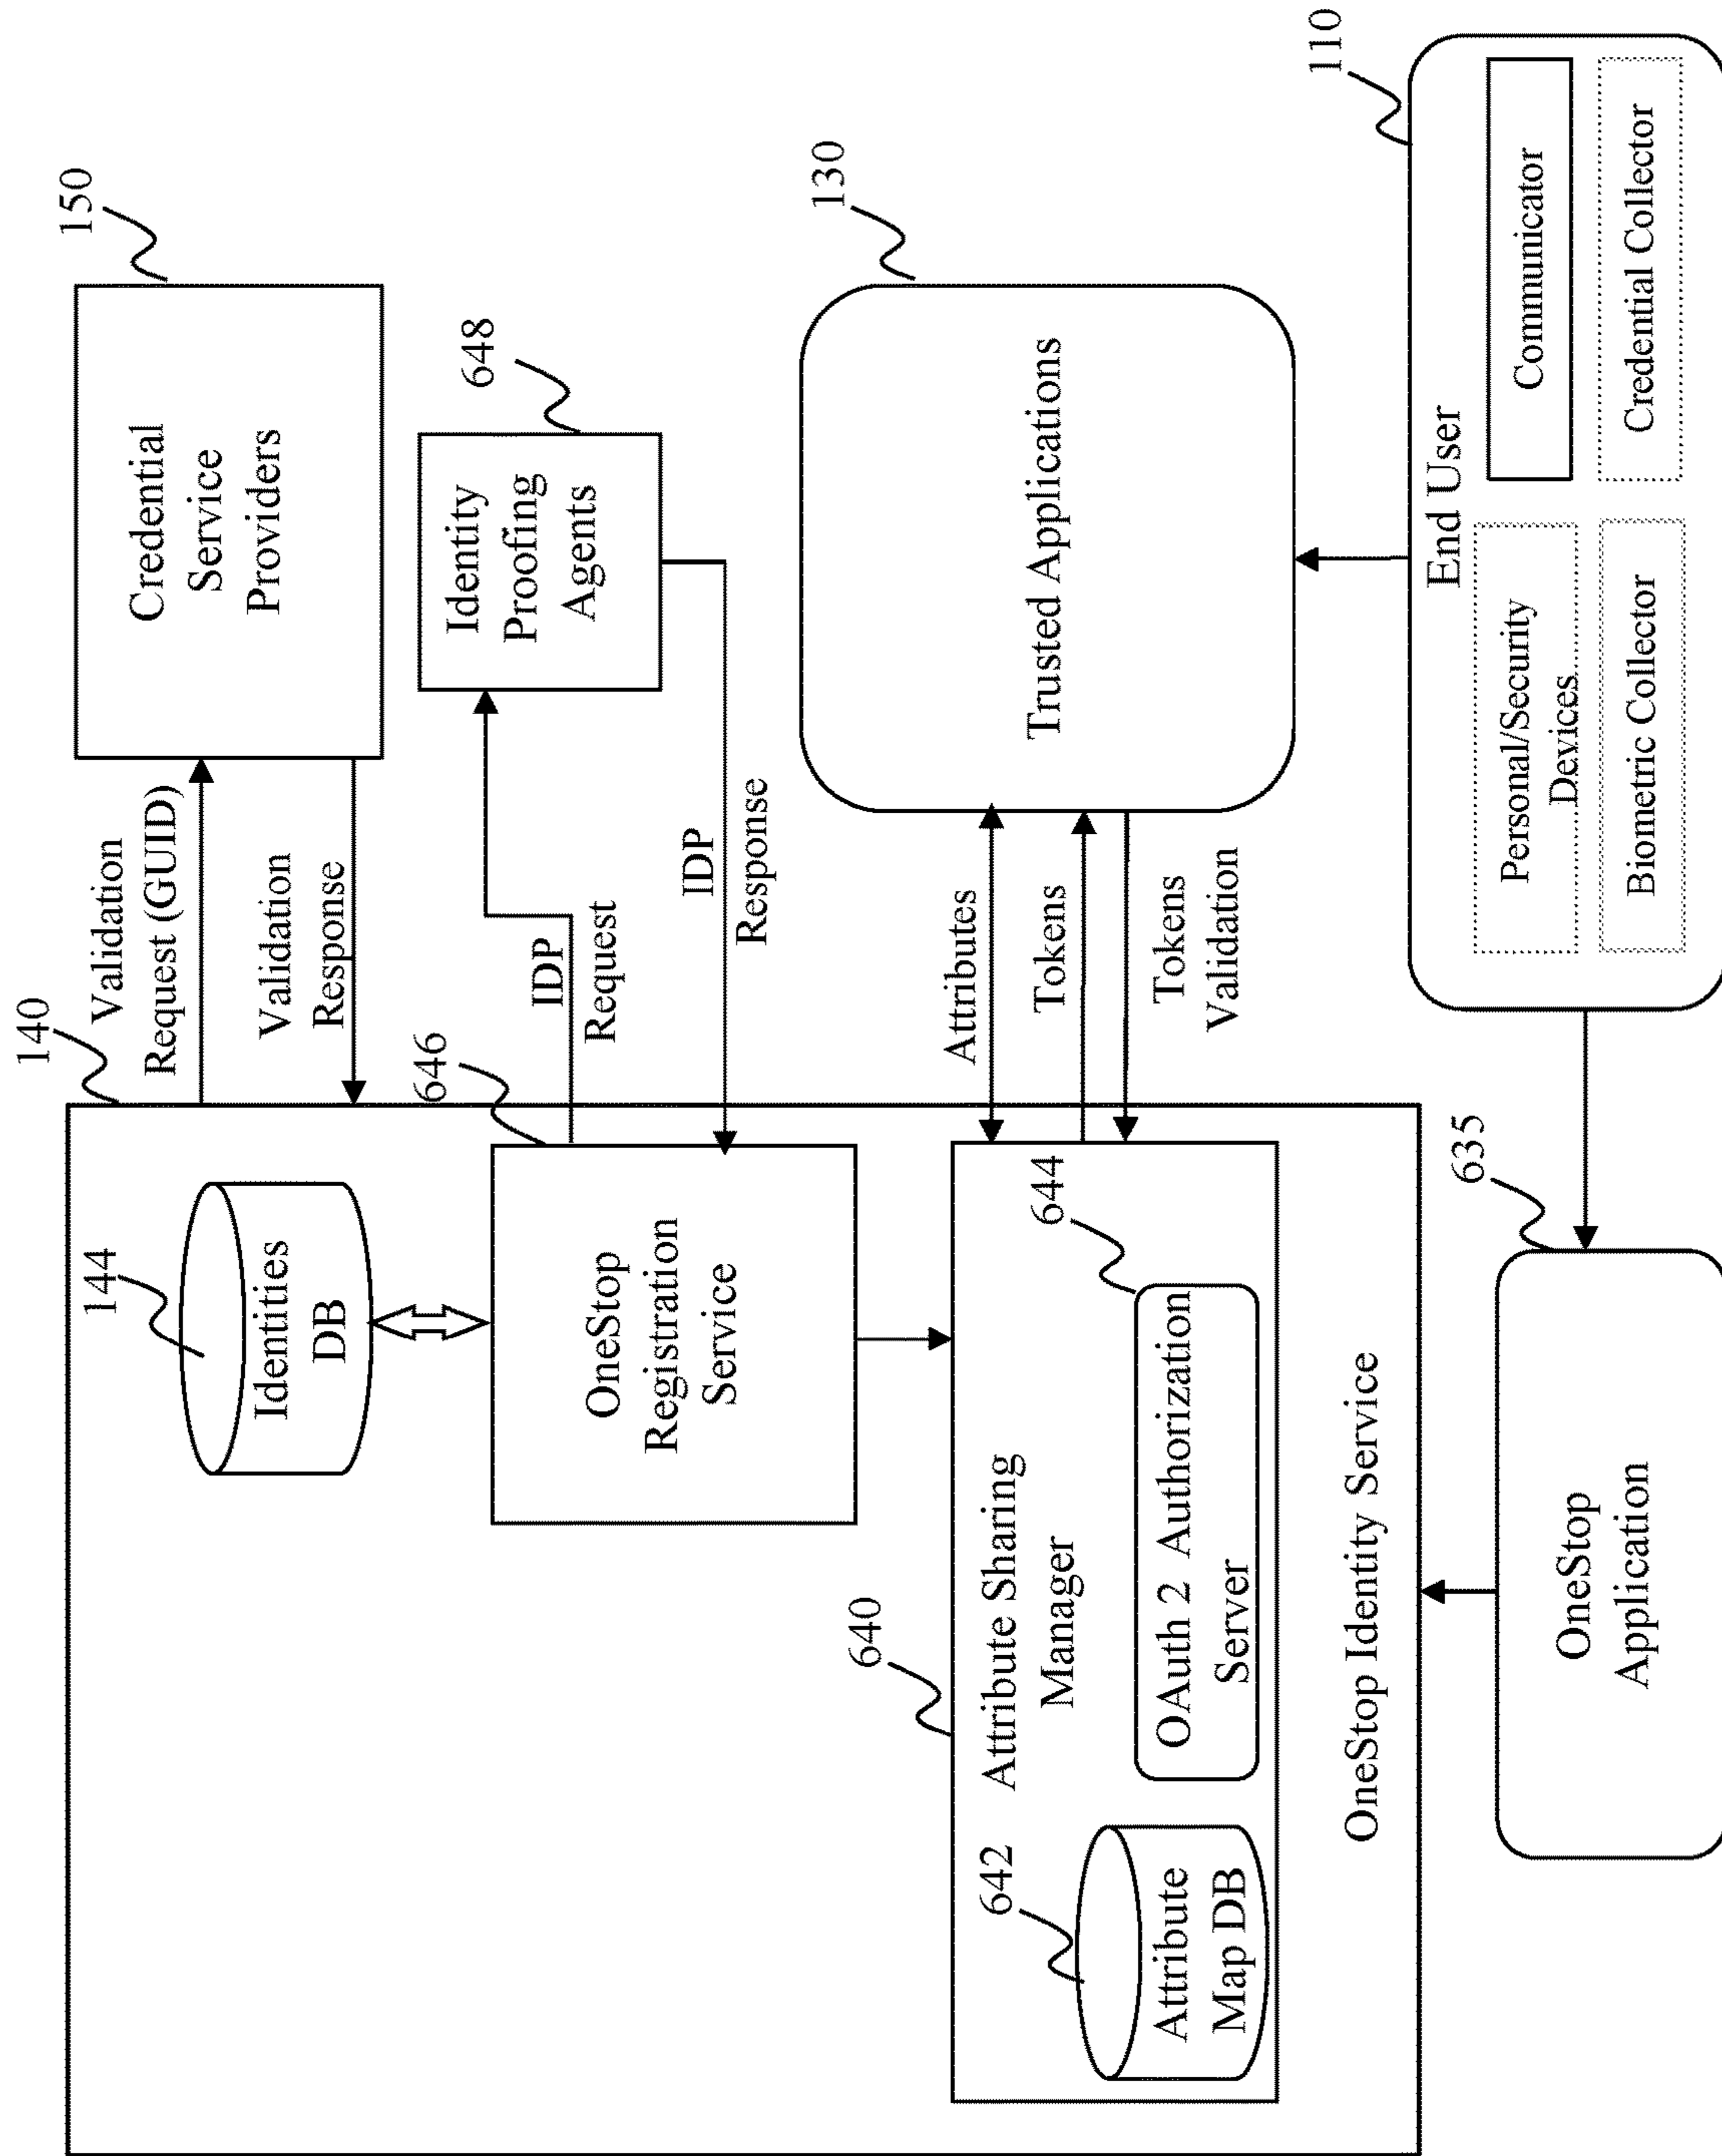 140
Validation
Request (GUID)
Validation
Response
150
Credential
Service
Providers
144
Identities
DB
646
OneStop
Registration
Service
IDP
Request
IDP
Response
648
Identity
Proofing
Agents
640
Attribute Sharing
Manager
642
Attribute
Map DB
644
OAuth 2 Authorization
Server
OneStop Identity Service
Attributes
Tokens
Tokens
Validation
130
Trusted Applications
635
OneStop
Application
110
End User
Personal/Security
Devices
Communicator
Biometric Collector
Credential Collector